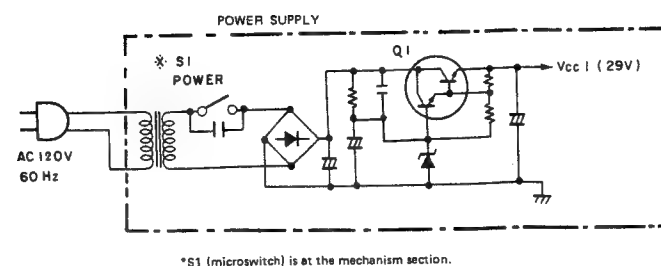 POWER SUPPLY
※ S1
POWER
Q1
Vcc 1 (29V)
AC 120V
60 Hz
*S1 (microswitch) is at the mechanism section.